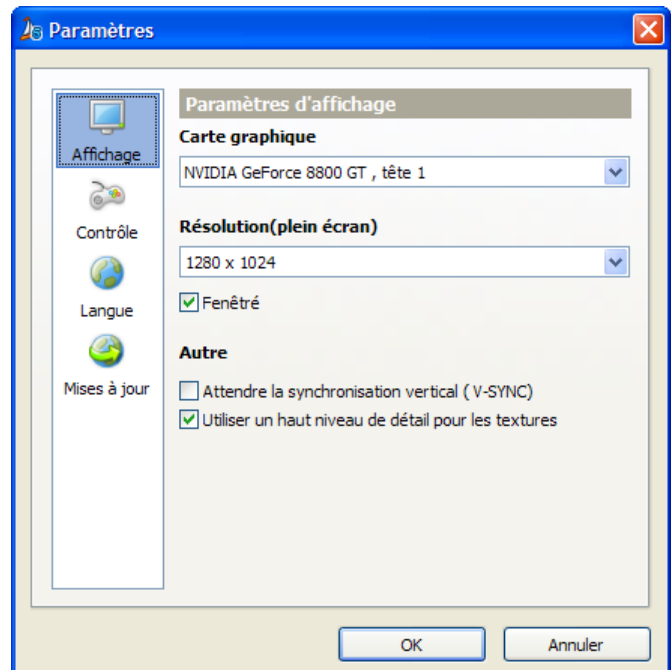 Paramètres
Affichage
Contrôle
Langue
Mises à jour
Paramètres d'affichage
Carte graphique
NVIDIA GeForce 8800 GT , tête 1
Résolution(plein écran)
1280 x 1024
Fenêtré
Autre
Attendre la synchronisation vertical ( V-SYNC)
Utiliser un haut niveau de détail pour les textures
OK
Annuler